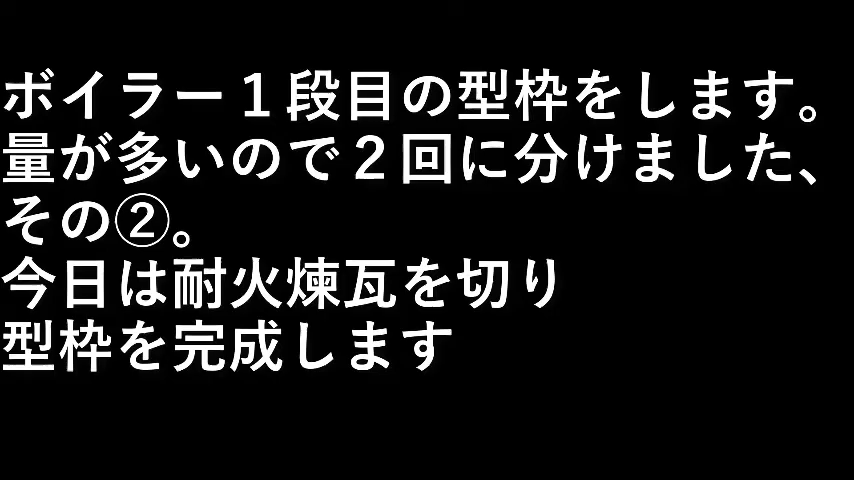 ボイラー１段目の型枠をします。
量が多いので２回に分けました、
その②。
今日は耐火煉瓦を切り
型枠を完成します